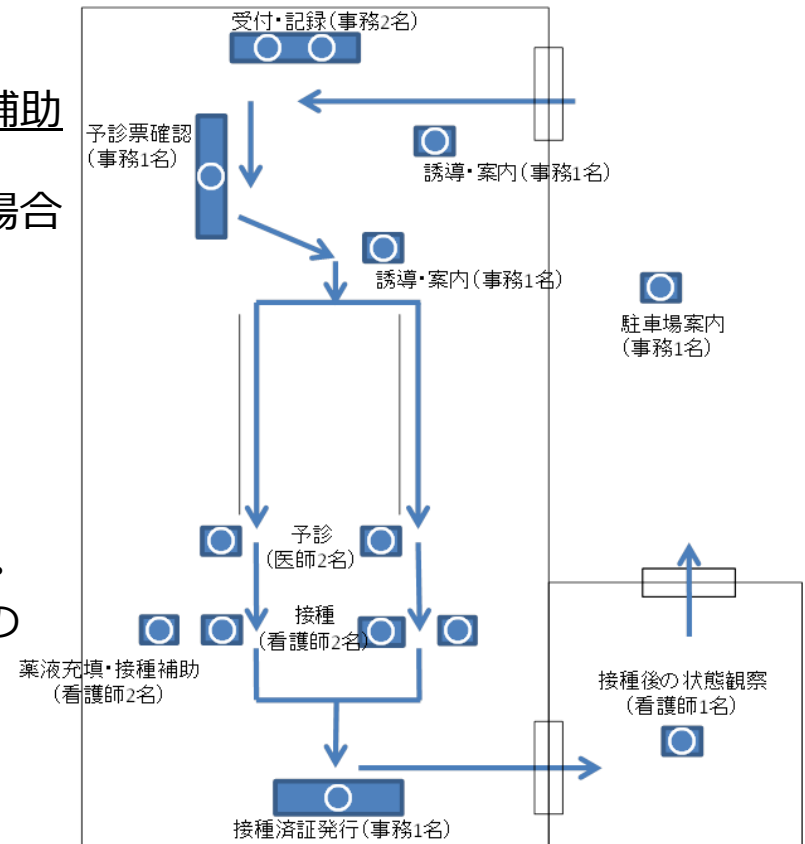 補助
場合
、
の
受付・記録(事務2名)
予診票確認
(事務1名)
誘導・案内(事務1名)
誘導・案内(事務1名)
駐車場案内
(事務1名)
予診
(医師2名)
接種
(看護師2名)
薬液充填・接種補助
(看護師2名)
接種後の状態観察
(看護師1名)
接種済証発行(事務1名)